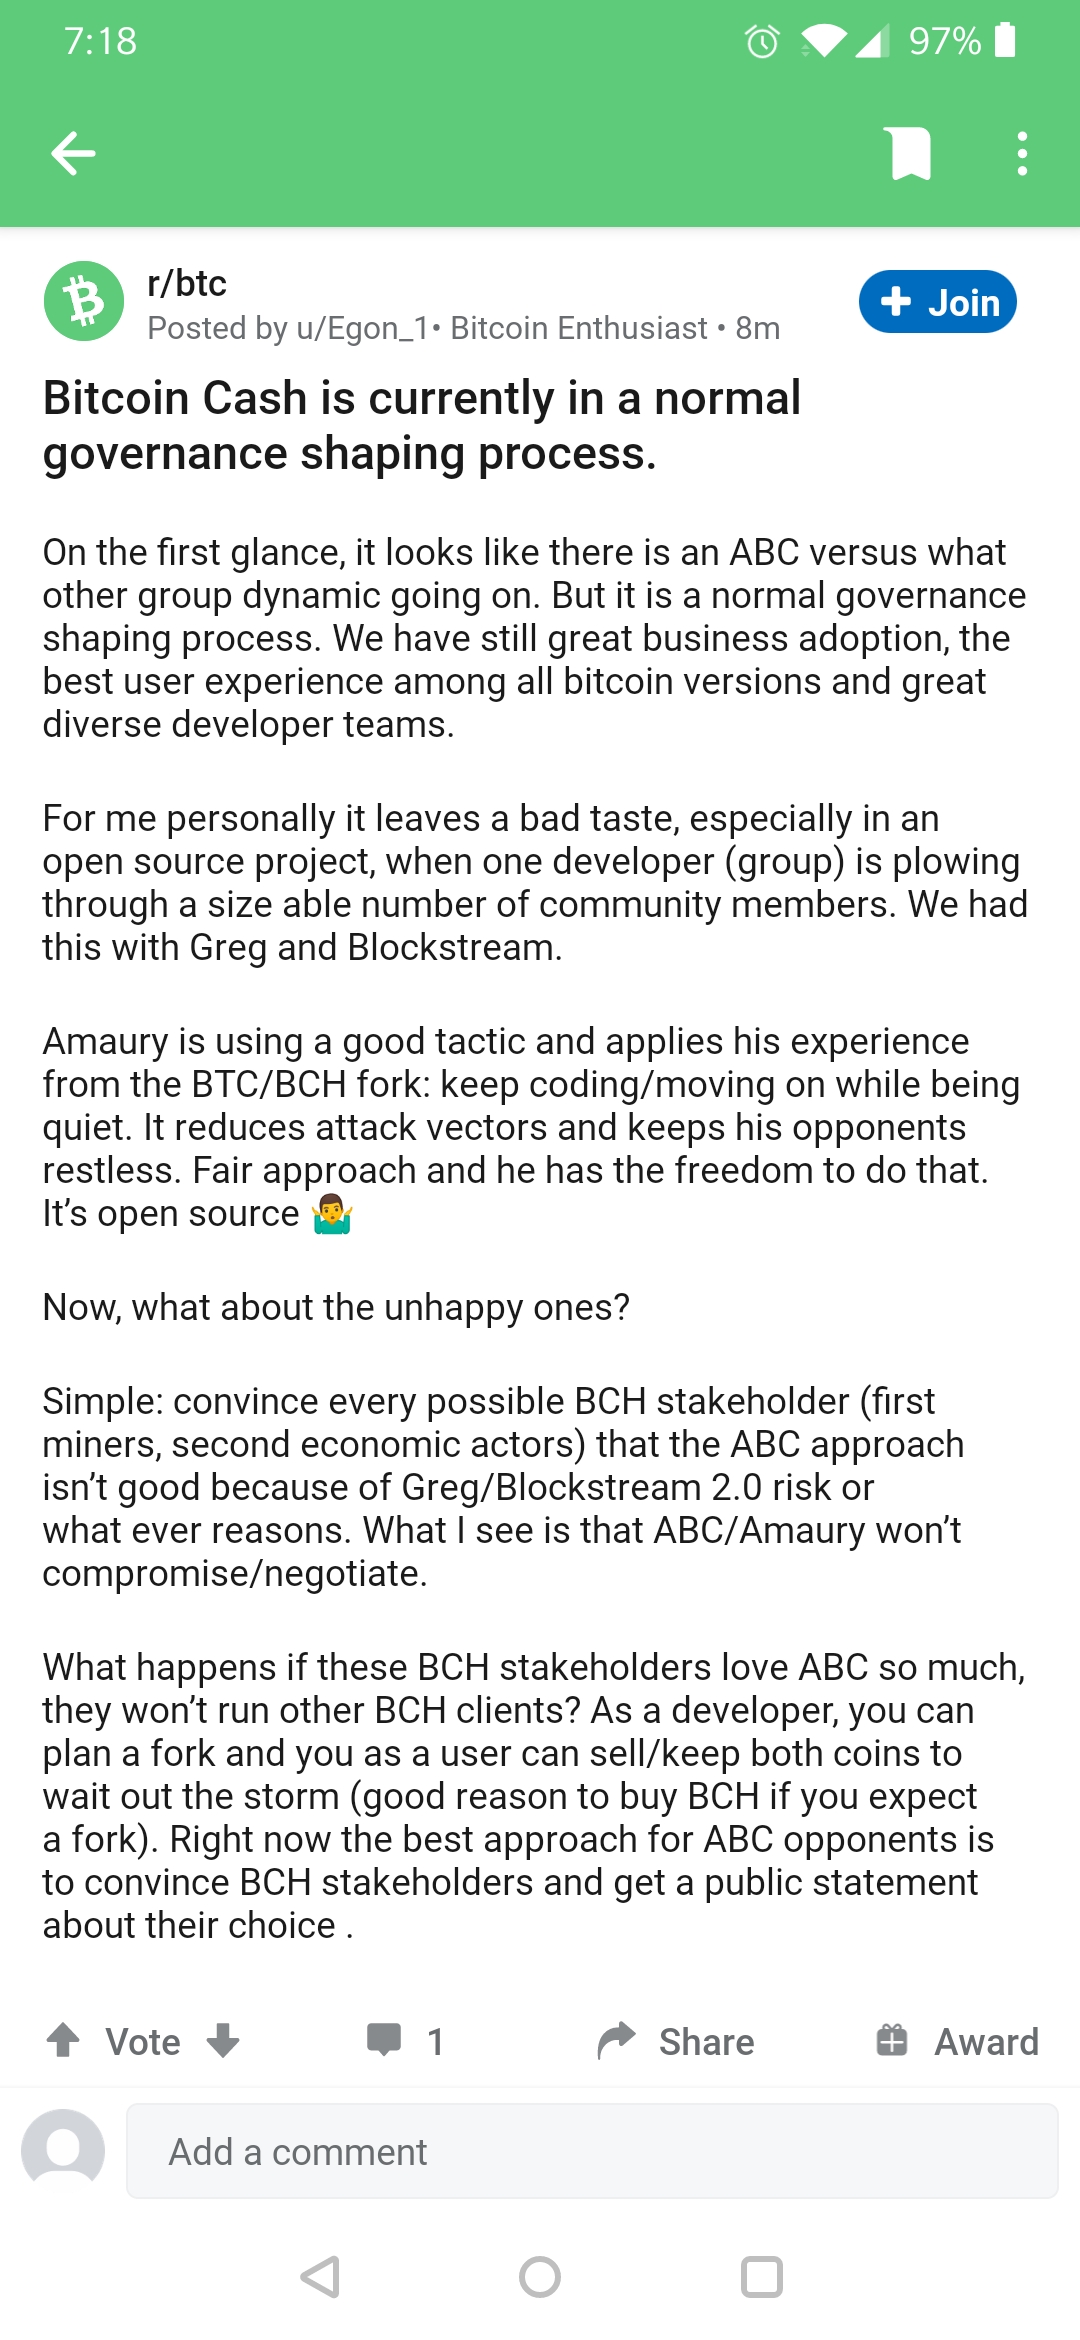 7:18
97%
r/btc
Posted by u/Egon_1• Bitcoin Enthusiast • 8m
+ Join
Bitcoin Cash is currently in a normal
governance shaping process.
On the first glance, it looks like there is an ABC versus what
other group dynamic going on. But it is a normal governance
shaping process. We have still great business adoption, the
best user experience among all bitcoin versions and great
diverse developer teams.
For me personally it leaves a bad taste, especially in an
open source project, when one developer (group) is plowing
through a size able number of community members. We had
this with Greg and Blockstream.
Amaury is using a good tactic and applies his experience
from the BTC/BCH fork: keep coding/moving on while being
quiet. It reduces attack vectors and keeps his opponents
restless. Fair approach and he has the freedom to do that.
It’s open source 🤷‍♂️
Now, what about the unhappy ones?
Simple: convince every possible BCH stakeholder (first
miners, second economic actors) that the ABC approach
isn’t good because of Greg/Blockstream 2.0 risk or
what ever reasons. What I see is that ABC/Amaury won’t
compromise/negotiate.
What happens if these BCH stakeholders love ABC so much,
they won’t run other BCH clients? As a developer, you can
plan a fork and you as a user can sell/keep both coins to
wait out the storm (good reason to buy BCH if you expect
a fork). Right now the best approach for ABC opponents is
to convince BCH stakeholders and get a public statement
about their choice .
Vote
1
Share
Award
Add a comment